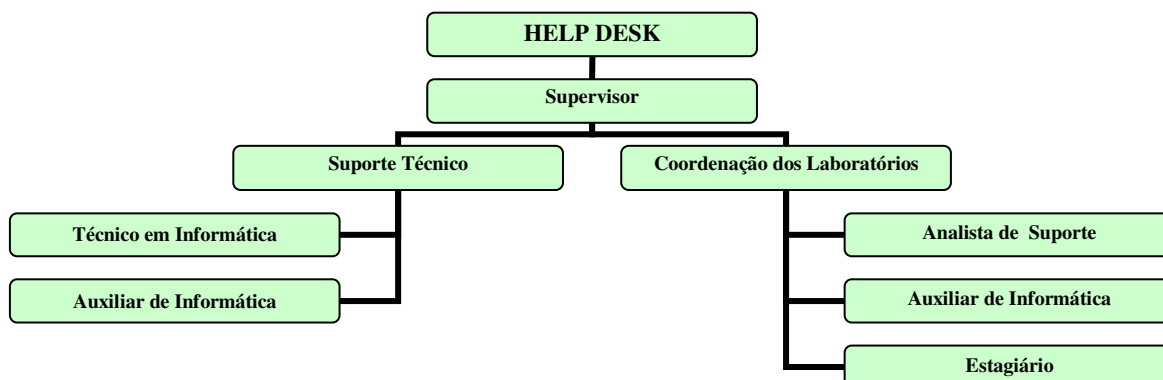 HELP DESK
Supervisor
Suporte Técnico
Coordenação dos Laboratórios
Técnico em Informática
Analista de Suporte
Auxiliar de Informática
Auxiliar de Informática
Estagiário